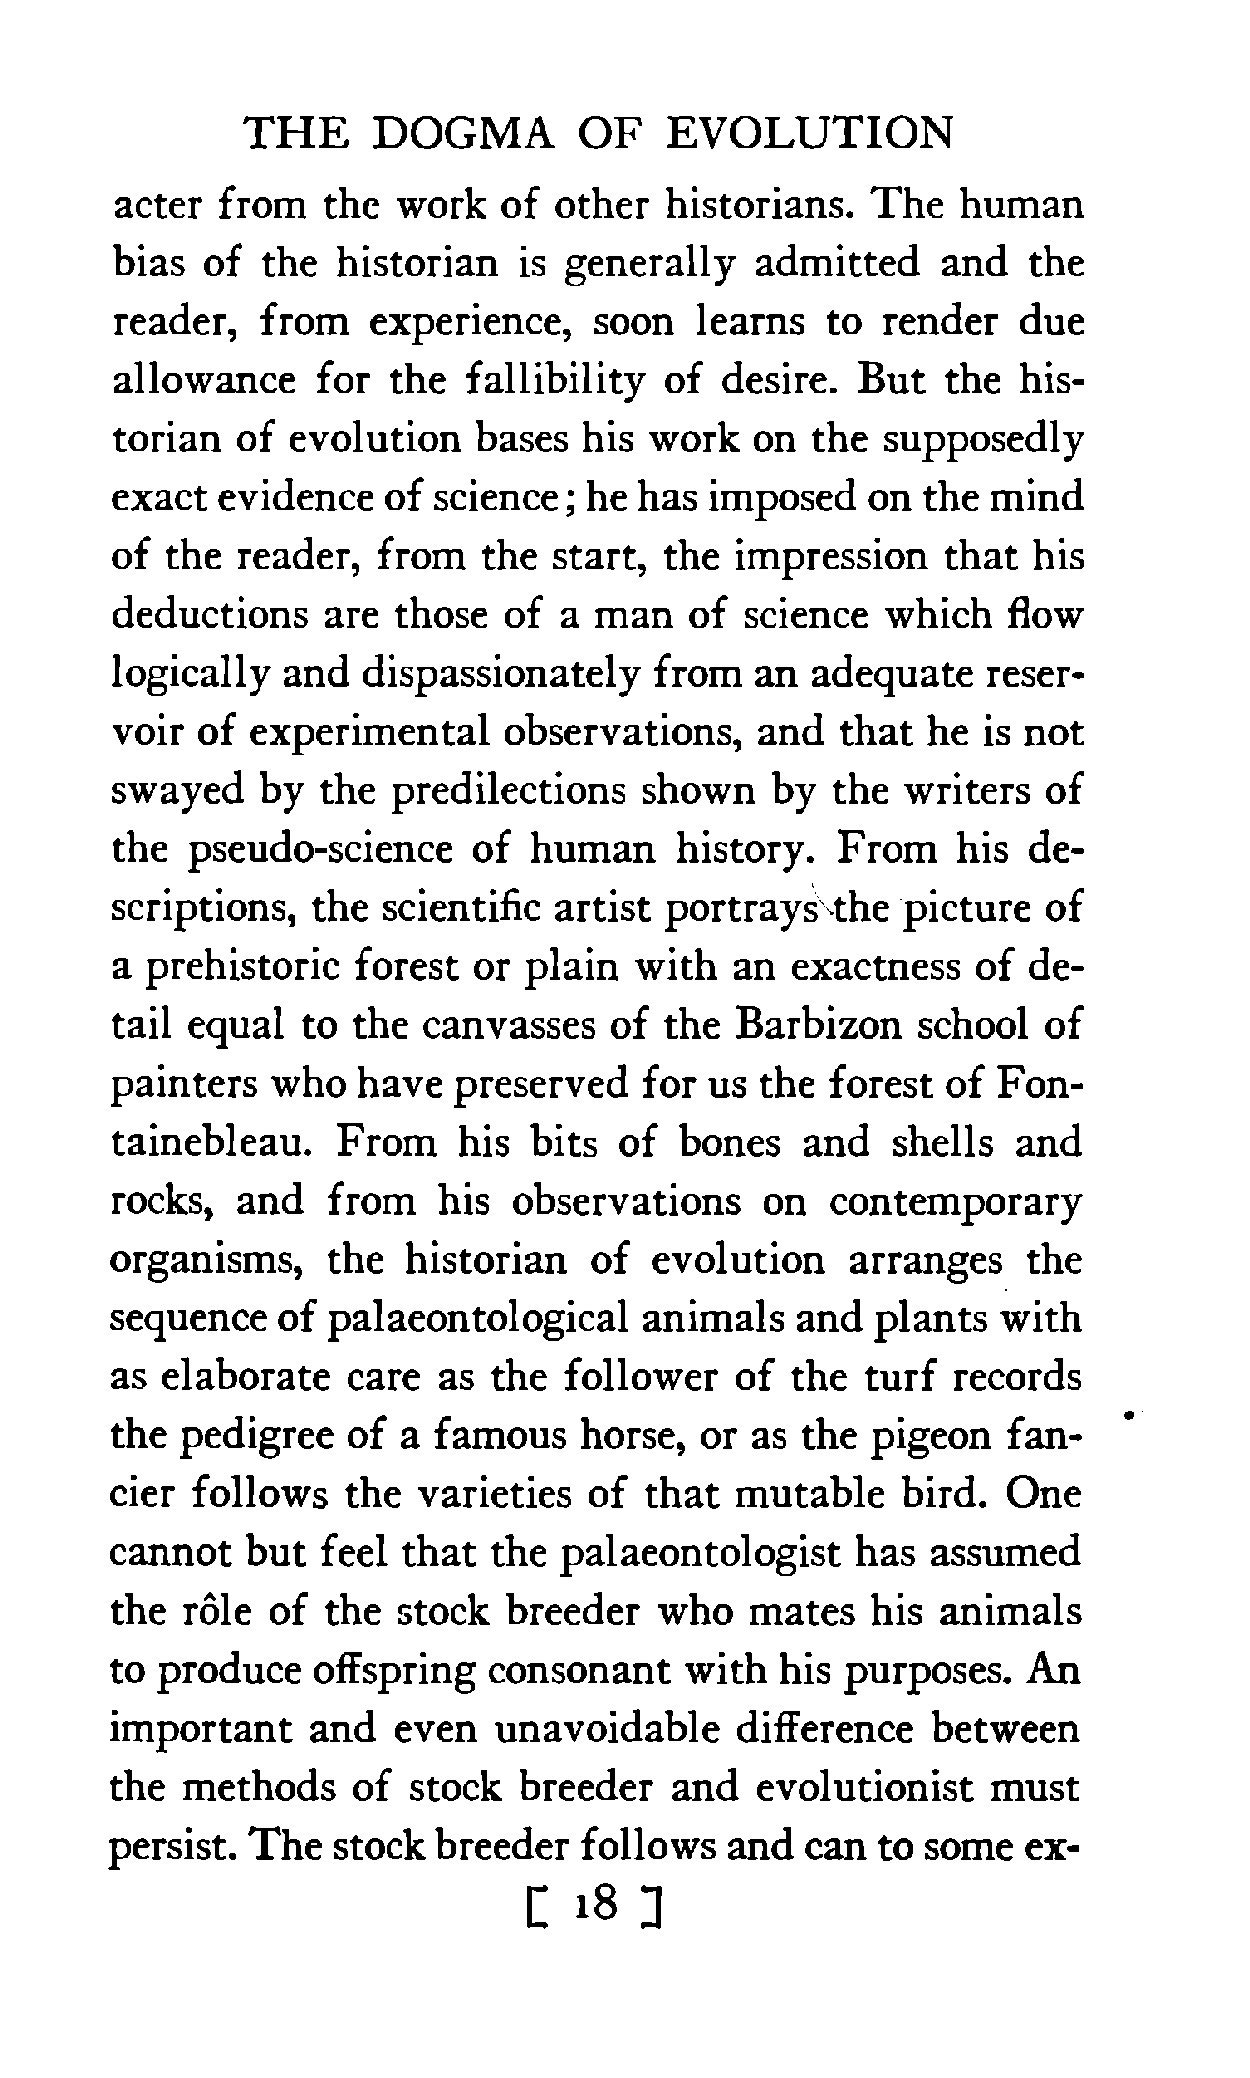 THE DOGMA OF EVOLUTION
acter from the work of other historians. The human
bias of the historian is generally admitted and the
reader, from experience, soon learns to render due
allowance for the fallibility of desire. But the his-
torian of evolution bases his work on the supposedly
exact evidence of science; he has imposed on the mind
of the reader, from the start, the impression that his
deductions are those of a man of science which flow
logically and dispassionately from an adequate reser-
voir of experimental observations, and that he is not
swayed by the predilections shown by the writers of
the pseudo-science of human history. From his de-
scriptions, the scientific artist portrays the picture of
a prehistoric forest or plain with an exactness of de-
tail equal to the canvasses of the Barbizon school of
painters who have preserved for us the forest of Fon-
tainebleau. From his bits of bones and shells and
rocks, and from his observations on contemporary
organisms, the historian of evolution arranges the
sequence of palaeontological animals and plants with
as elaborate care as the follower of the turf records
the pedigree of a famous horse, or as the pigeon fan-
cier follows the varieties of that mutable bird. One
cannot but feel that the palaeontologist has assumed
the rôle of the stock breeder who mates his animals
to produce offspring consonant with his purposes. An
important and even unavoidable difference between
the methods of stock breeder and evolutionist must
persist. The stock breeder follows and can to some ex-
[ 18 ]